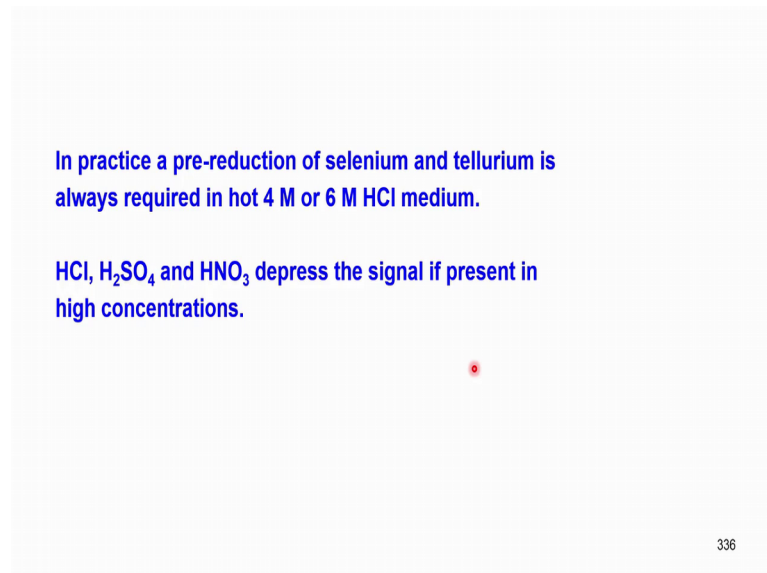 In practice a pre-reduction of selenium and tellurium is
always required in hot 4 M or 6 M HCl medium.
HCl, H₂SO₄ and HNO₃ depress the signal if present in
high concentrations.
336